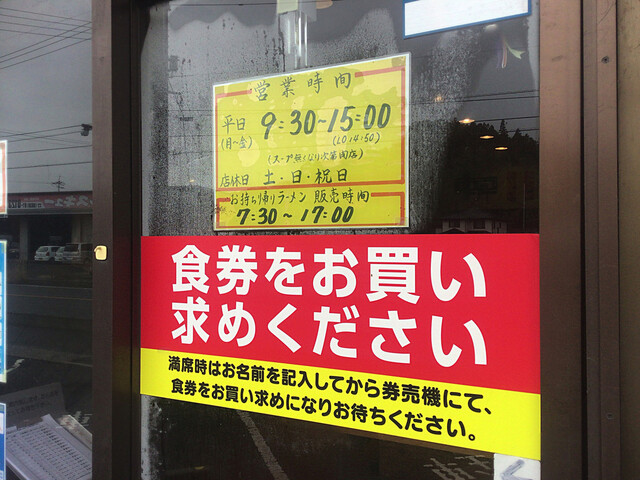 営業時間
平日 9:30~15:00
(月~金) (LO 14:50)
(スープ無くなり次第閉店)
店休日 土・日・祝日
お持ち帰りラーメン 販売時間
7:30~17:00
食券をお買い
求めください
満席時はお名前を記入してから券売機にて、
食券をお買い求めになりお待ちください。